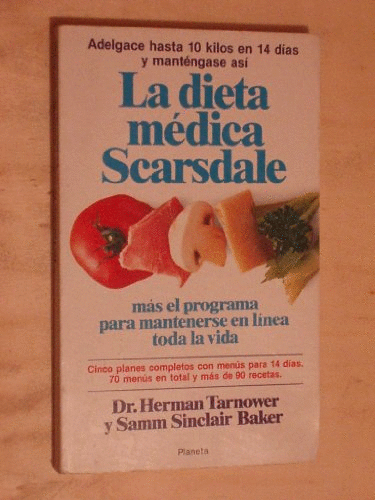 Adelgace hasta 10 kilos en 14 días
y manténgase así
La dieta
médica
Scarsdale
más el programa
para mantenerse en línea
toda la vida
Cinco planes completos con menús para 14 días.
70 menús en total y más de 90 recetas.
Dr. Herman Tarnower
y Samm Sinclair Baker
Planeta